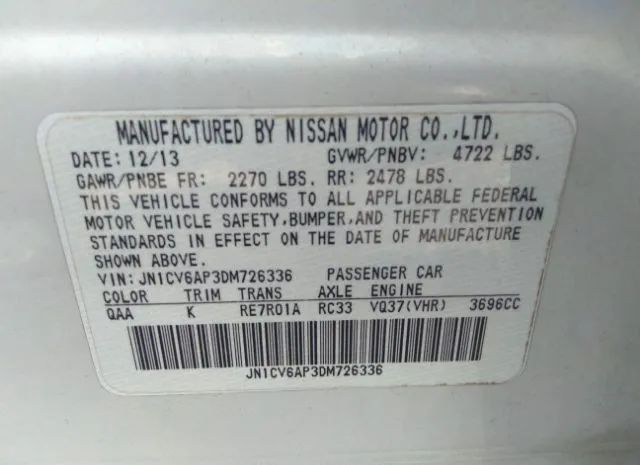 MANUFACTURED BY NISSAN MOTOR CO.,LTD.
DATE: 12/13 GVWR/PNBV: 4722 LBS.
GAWR/PNBE FR: 2270 LBS. RR: 2478 LBS.
THIS VEHICLE CONFORMS TO ALL APPLICABLE FEDERAL
MOTOR VEHICLE SAFETY,BUMPER,AND THEFT PREVENTION
STANDARDS IN EFFECT ON THE DATE OF MANUFACTURE
SHOWN ABOVE.
VIN: JN1CV6AP3DM726336 PASSENGER CAR
COLOR TRIM TRANS AXLE ENGINE
QAA K RE7R01A RC33 VQ37(VHR) 3696CC
JN1CV6AP3DM726336